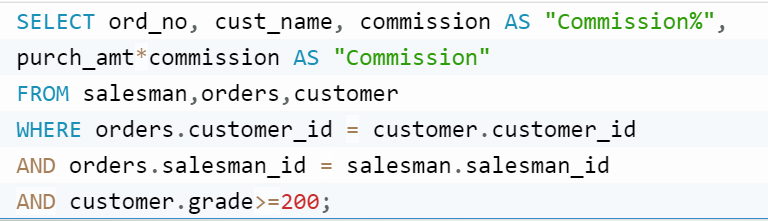 SELECT ord_no, cust_name, commission AS "Commission%",
purch_amt*commission AS "Commission"
FROM salesman,orders,customer
WHERE orders.customer_id = customer.customer_id
AND orders.salesman_id = salesman.salesman_id
AND customer.grade>=200;